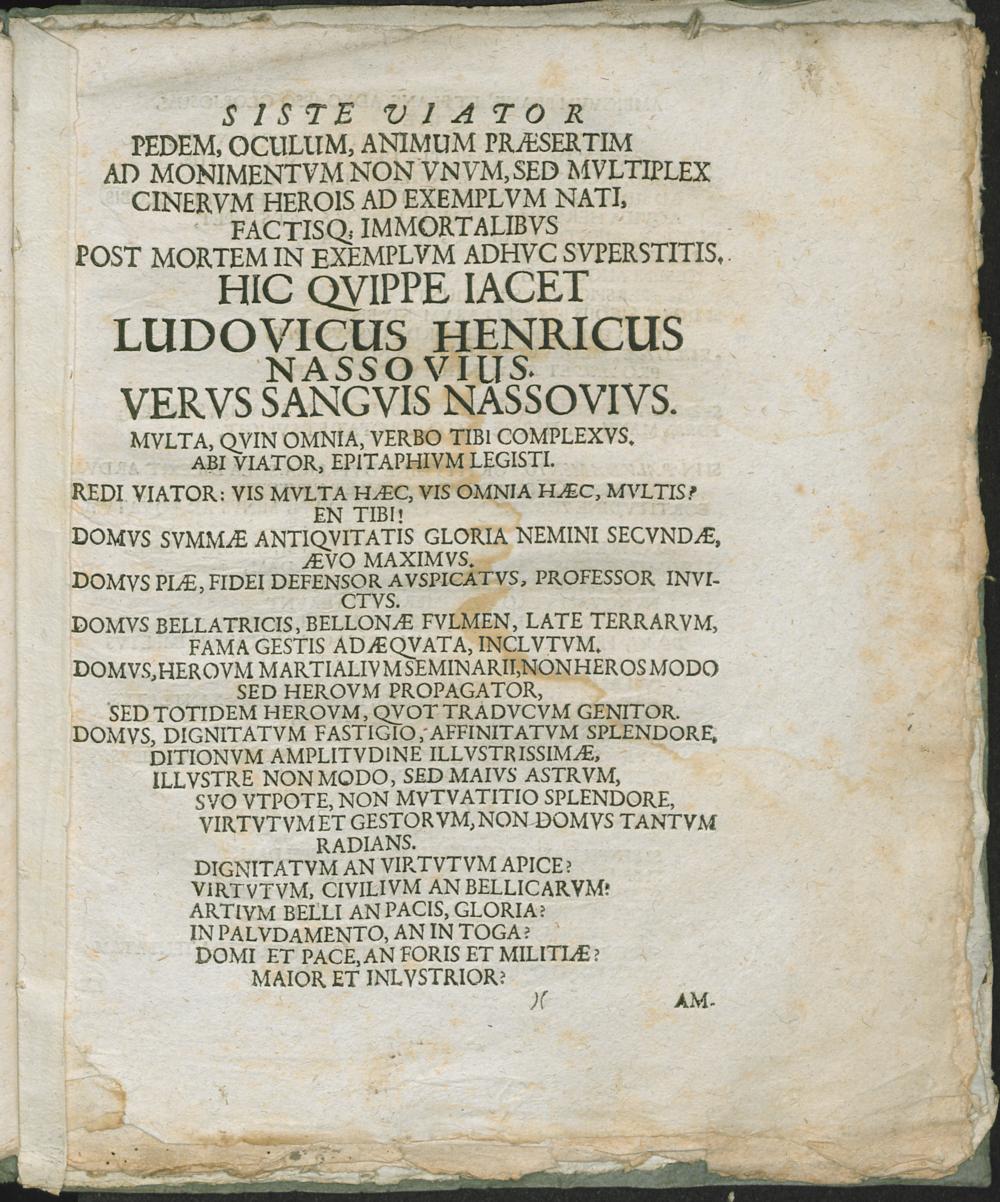 SISTE VIATOR
PEDEM, OCULUM, ANIMUM PRÆSERTIM
AD MONIMENTVM NON VNVM, SED MVLTIPLEX
CINERVM HEROIS AD EXEMPLVM NATI,
FACTISQ; IMMORTALIBVS
POST MORTEM IN EXEMPLVM ADHVC SVPERSTITIS,
HIC QVIPPE IACET
LUDOVICUS HENRICUS
NASSOVIUS.
VERVS SANGVIS NASSOVIVS.
MVLTA, QVIN OMNIA, VERBO TIBI COMPLEXVS.
ABI VIATOR, EPITAPHIVM LEGISTI.
REDI VIATOR: VIS MVLTA HÆC, VIS OMNIA HÆC, MVLTIS?
EN TIBI!
DOMVS SVMMÆ ANTIQVITATIS GLORIA NEMINI SECVNDÆ,
ÆVO MAXIMVS.
DOMVS PIÆ, FIDEI DEFENSOR AVSPICATVS, PROFESSOR INVI-
CTVS.
DOMVS BELLATRICIS, BELLONÆ FVLMEN, LATE TERRARVM,
FAMA GESTIS ADÆQVATA, INCLVTVM.
DOMVS, HEROVM MARTIALIVM SEMINARII, NON HEROS MODO
SED HEROVM PROPAGATOR,
SED TOTIDEM HEROVM, QVOT TRADVCVM GENITOR.
DOMVS, DIGNITATVM FASTIGIO, AFFINITATVM SPLENDORE,
DITIONVM AMPLITVDINE ILLVSTRISSIMÆ,
ILLVSTRE NON MODO, SED MAIVS ASTRVM,
SVO VTPOTE, NON MVTVATITIO SPLENDORE,
VIRTVTVM ET GESTORVM, NON DOMVS TANTVM
RADIANS.
DIGNITATVM AN VIRTVTVM APICE?
VIRTVTVM, CIVILIVM AN BELLICARVM?
ARTIVM BELLI AN PACIS, GLORIA?
IN PALVDAMENTO, AN IN TOGA?
DOMI ET PACE, AN FORIS ET MILITIÆ?
MAIOR ET INLVSTRIOR?
)( AM-